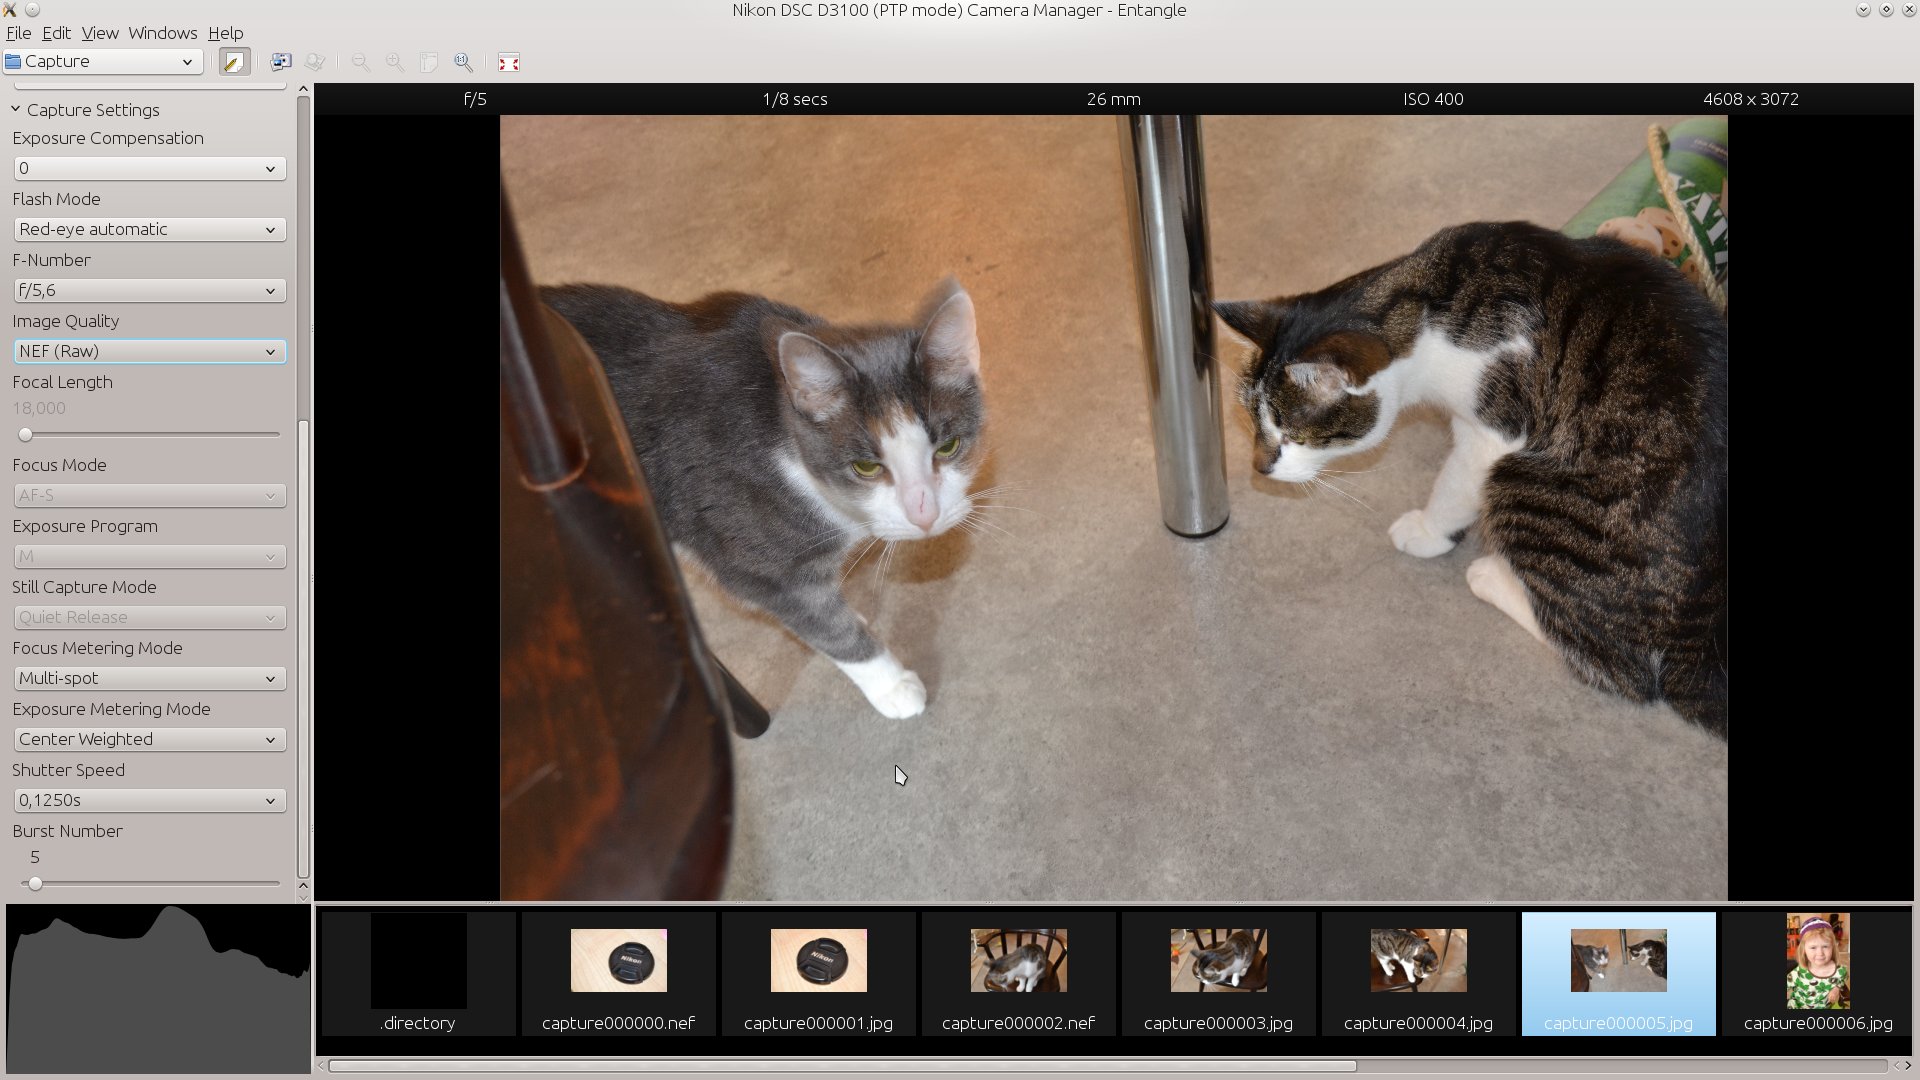 Nikon DSC D3100 (PTP mode) Camera Manager - Entangle
File Edit View Windows Help
Capture
f/5 1/8 secs 26 mm ISO 400 4608 x 3072
Capture Settings
Exposure Compensation
0
Flash Mode
Red-eye automatic
F-Number
f/5,6
Image Quality
NEF (Raw)
Focal Length
18,000
Focus Mode
AF-S
Exposure Program
M
Still Capture Mode
Quiet Release
Focus Metering Mode
Multi-spot
Exposure Metering Mode
Center Weighted
Shutter Speed
0,1250s
Burst Number
5
Nikon
Nikon
.directory capture000000.nef capture000001.jpg capture000002.nef capture000003.jpg capture000004.jpg capture000005.jpg capture000006.jpg